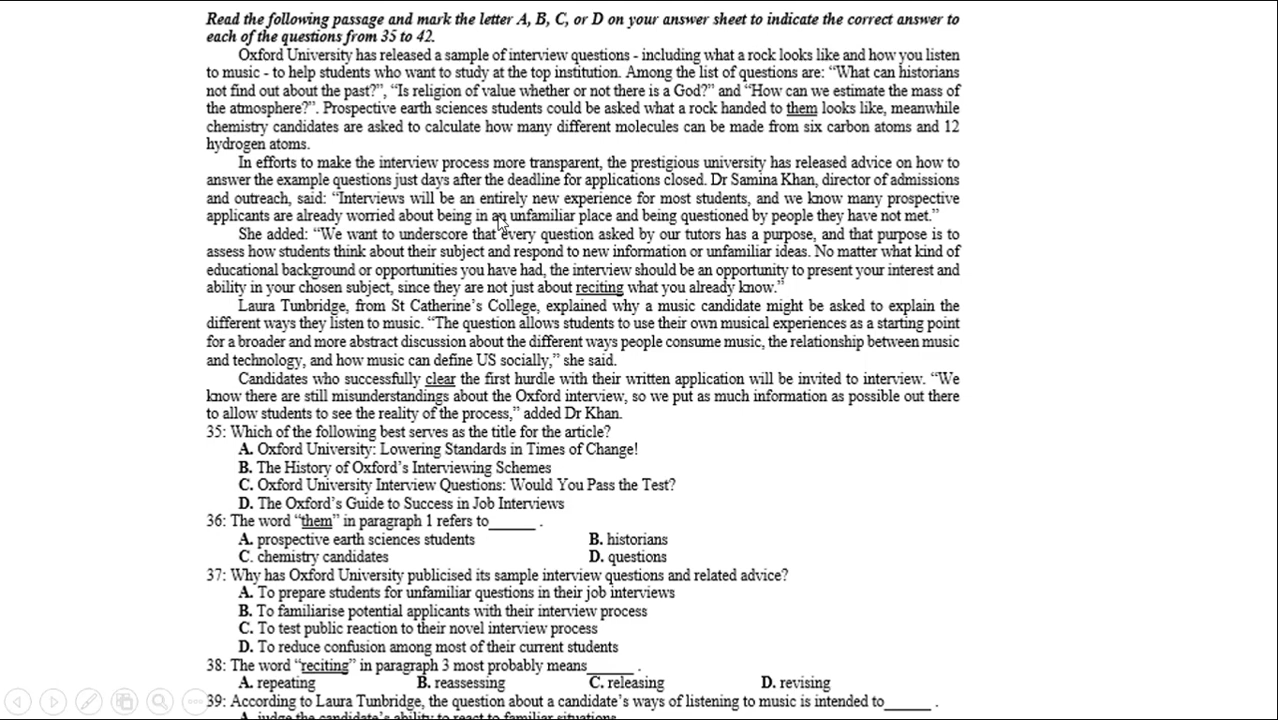 Read the following passage and mark the letter A, B, C, or D on your answer sheet to indicate the correct answer to
each of the questions from 35 to 42.
Oxford University has released a sample of interview questions - including what a rock looks like and how you listen
to music - to help students who want to study at the top institution. Among the list of questions are: “What can historians
not find out about the past?”, “Is religion of value whether or not there is a God?” and “How can we estimate the mass of
the atmosphere?”. Prospective earth sciences students could be asked what a rock handed to them looks like, meanwhile
chemistry candidates are asked to calculate how many different molecules can be made from six carbon atoms and 12
hydrogen atoms.
In efforts to make the interview process more transparent, the prestigious university has released advice on how to
answer the example questions just days after the deadline for applications closed. Dr Samina Khan, director of admissions
and outreach, said: “Interviews will be an entirely new experience for most students, and we know many prospective
applicants are already worried about being in an unfamiliar place and being questioned by people they have not met.”
She added: “We want to underscore that every question asked by our tutors has a purpose, and that purpose is to
assess how students think about their subject and respond to new information or unfamiliar ideas. No matter what kind of
educational background or opportunities you have had, the interview should be an opportunity to present your interest and
ability in your chosen subject, since they are not just about reciting what you already know.”
Laura Tunbridge, from St Catherine’s College, explained why a music candidate might be asked to explain the
different ways they listen to music. “The question allows students to use their own musical experiences as a starting point
for a broader and more abstract discussion about the different ways people consume music, the relationship between music
and technology, and how music can define US socially,” she said.
Candidates who successfully clear the first hurdle with their written application will be invited to interview. “We
know there are still misunderstandings about the Oxford interview, so we put as much information as possible out there
to allow students to see the reality of the process,” added Dr Khan.
35: Which of the following best serves as the title for the article?
A. Oxford University: Lowering Standards in Times of Change!
B. The History of Oxford’s Interviewing Schemes
C. Oxford University Interview Questions: Would You Pass the Test?
D. The Oxford’s Guide to Success in Job Interviews
36: The word “them” in paragraph 1 refers to______ .
A. prospective earth sciences students B. historians
C. chemistry candidates D. questions
37: Why has Oxford University publicised its sample interview questions and related advice?
A. To prepare students for unfamiliar questions in their job interviews
B. To familiarise potential applicants with their interview process
C. To test public reaction to their novel interview process
D. To reduce confusion among most of their current students
38: The word “reciting” in paragraph 3 most probably means______ .
A. repeating B. reassessing C. releasing D. revising
39: According to Laura Tunbridge, the question about a candidate’s ways of listening to music is intended to______ .
A. judge the candidate’s ability to react to familiar situations